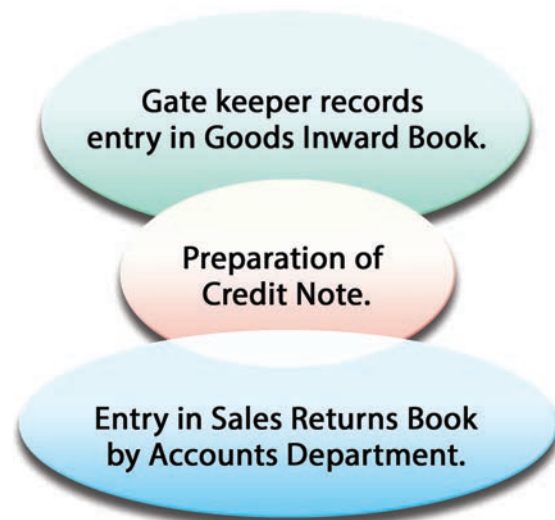 Gate keeper records
entry in Goods Inward Book.
Preparation of
Credit Note.
Entry in Sales Returns Book
by Accounts Department.